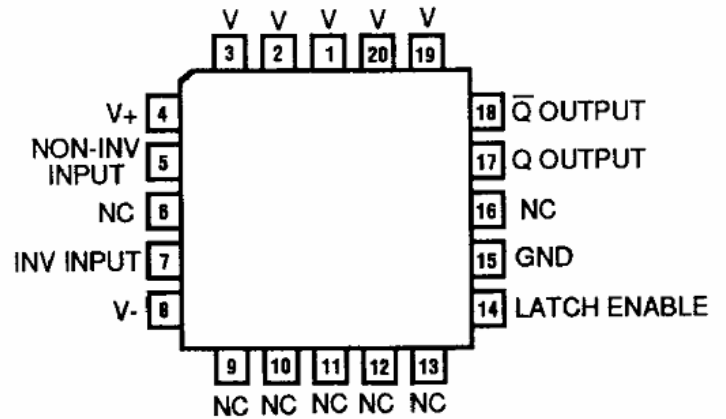 V V V V V
3 2 1 20 19
V+ 4
NON-INV
INPUT 5
NC 6
INV INPUT 7
V- 8
18 Q̅ OUTPUT
17 Q OUTPUT
16 NC
15 GND
14 LATCH ENABLE
9 10 11 12 13
NC NC NC NC NC